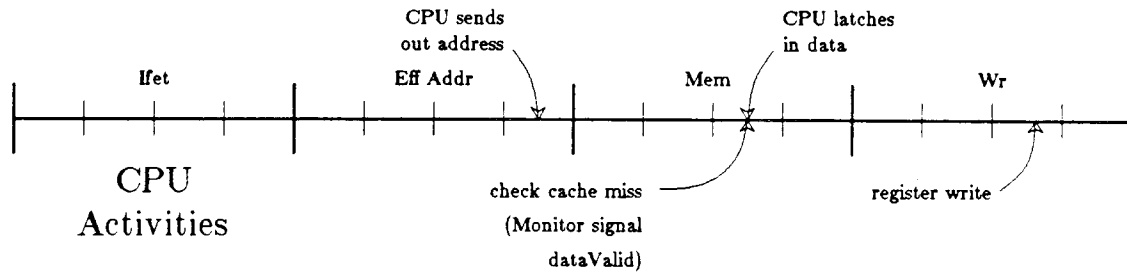 CPU sends
out address
CPU latches
in data
Ifet
Eff Addr
Mem
Wr
CPU
Activities
check cache miss
(Monitor signal
dataValid)
register write